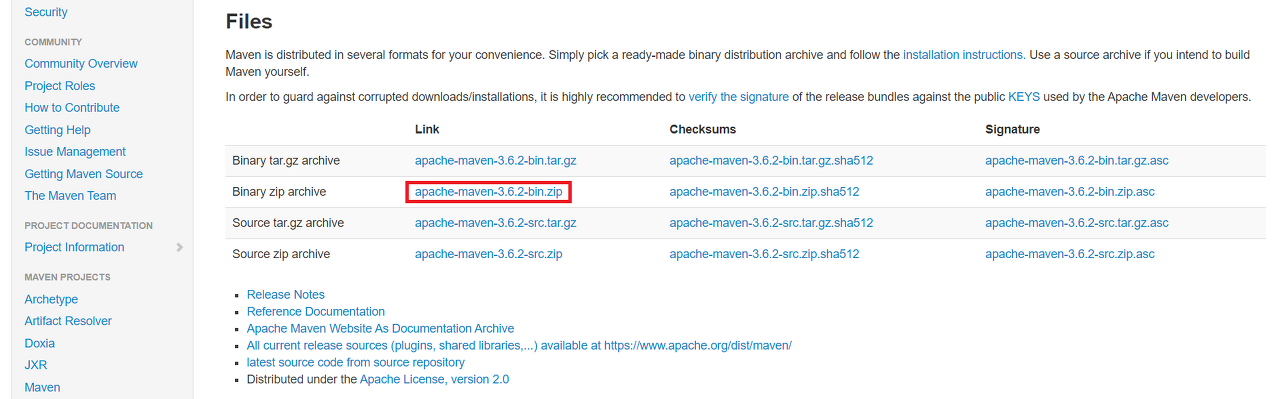 Security
COMMUNITY
Community Overview
Project Roles
How to Contribute
Getting Help
Issue Management
Getting Maven Source
The Maven Team
PROJECT DOCUMENTATION
Project Information
MAVEN PROJECTS
Archetype
Artifact Resolver
Doxia
JXR
Maven
Files
Maven is distributed in several formats for your convenience. Simply pick a ready-made binary distribution archive and follow the installation instructions. Use a source archive if you intend to build
Maven yourself.
In order to guard against corrupted downloads/installations, it is highly recommended to verify the signature of the release bundles against the public KEYS used by the Apache Maven developers.
Link Checksums Signature
Binary tar.gz archive apache-maven-3.6.2-bin.tar.gz apache-maven-3.6.2-bin.tar.gz.sha512 apache-maven-3.6.2-bin.tar.gz.asc
Binary zip archive apache-maven-3.6.2-bin.zip apache-maven-3.6.2-bin.zip.sha512 apache-maven-3.6.2-bin.zip.asc
Source tar.gz archive apache-maven-3.6.2-src.tar.gz apache-maven-3.6.2-src.tar.gz.sha512 apache-maven-3.6.2-src.tar.gz.asc
Source zip archive apache-maven-3.6.2-src.zip apache-maven-3.6.2-src.zip.sha512 apache-maven-3.6.2-src.zip.asc
Release Notes
Reference Documentation
Apache Maven Website As Documentation Archive
All current release sources (plugins, shared libraries,...) available at https://www.apache.org/dist/maven/
latest source code from source repository
Distributed under the Apache License, version 2.0